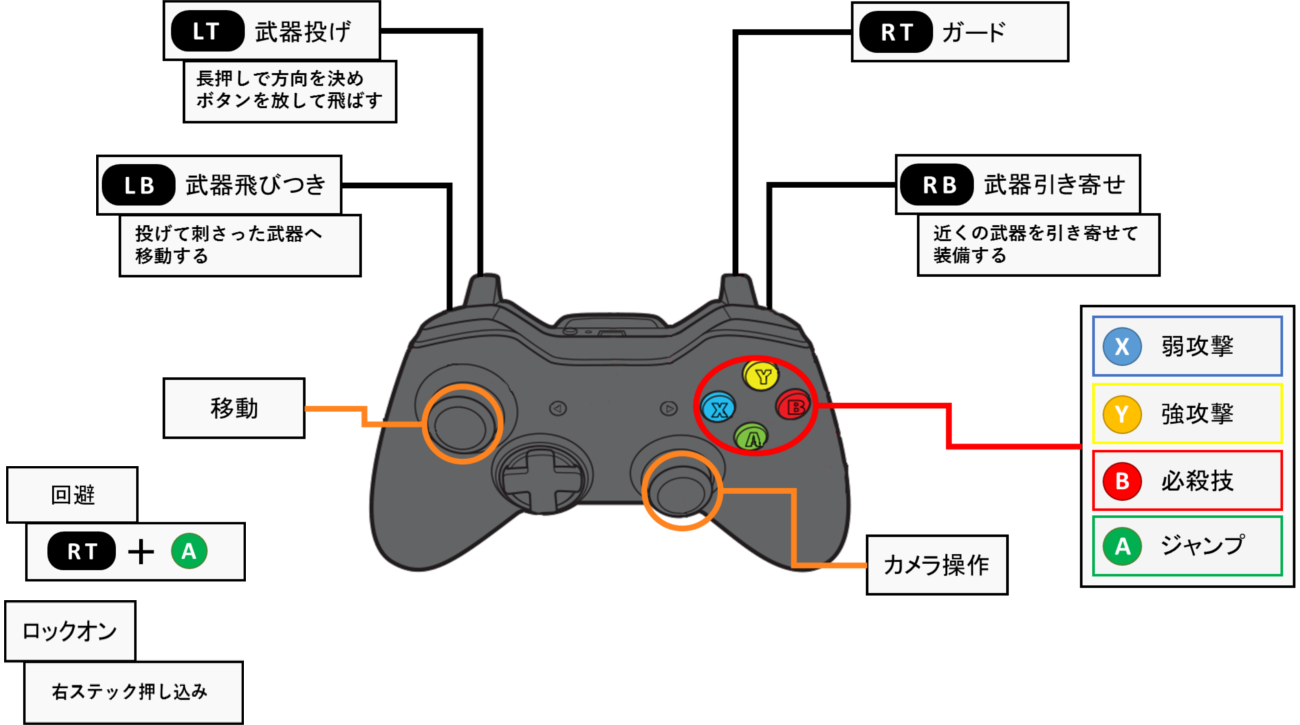 LT 武器投げ
長押しで方向を決め
ボタンを放して飛ばす
RT ガード
LB 武器飛びつき
投げて刺さった武器へ
移動する
RB 武器引き寄せ
近くの武器を引き寄せて
装備する
X 弱攻撃
Y 強攻撃
B 必殺技
A ジャンプ
Y
X
B
A
移動
回避
RT + A
カメラ操作
ロックオン
右ステック押し込み